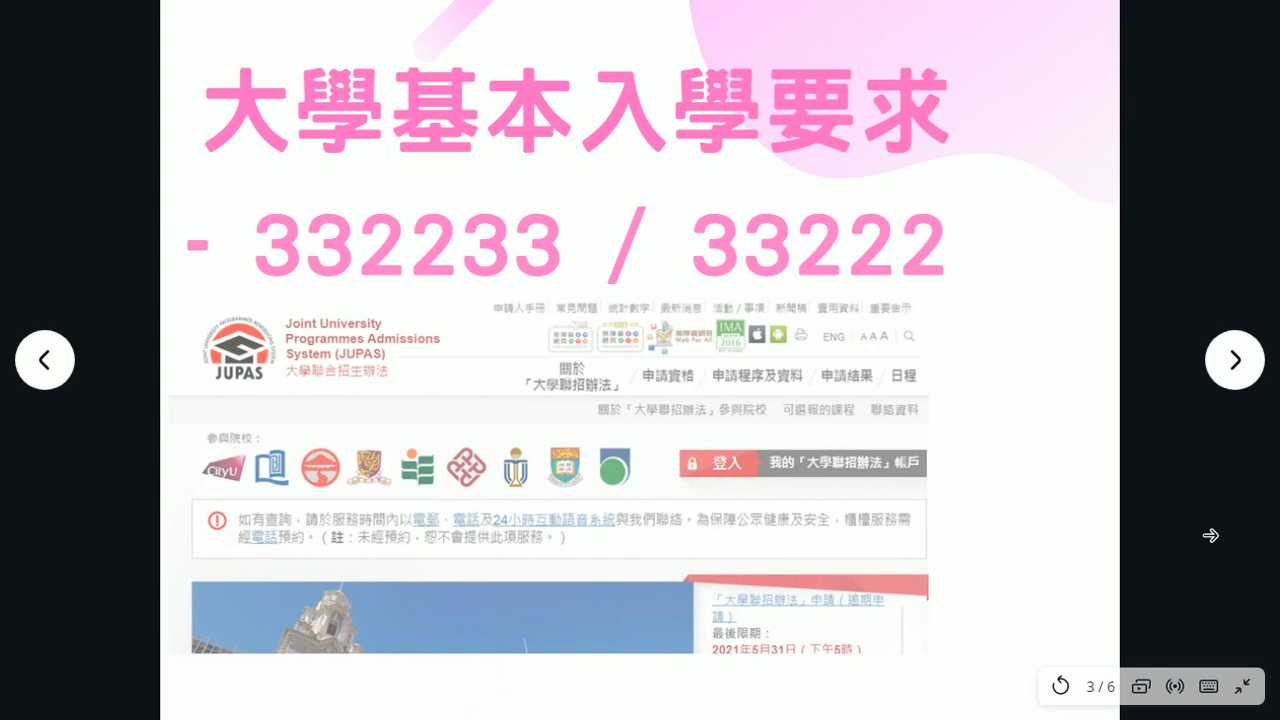 大學基本入學要求
- 332233 / 33222
申請人手冊 常見問題 統計數字 最新消息 活動 / 事項 新聞稿 實用資料 重要告示
Joint University
Programmes Admissions
System (JUPAS)
大學聯合招生辦法
JUPAS
Web For All
IMA
2016
ENG A A A
關於
「大學聯招辦法」 申請資格 申請程序及資料 申請結果 日程
關於「大學聯招辦法」參與院校 可選報的課程 聯絡資料
參與院校：
CityU
登入 我的「大學聯招辦法」帳戶
如有查詢，請於服務時間內以電郵、電話及24小時互動語音系統與我們聯絡。為保障公眾健康及安全，櫃檯服務需
經電話預約。（註：未經預約，恕不會提供此項服務。）
「大學聯招辦法」申請（逾期申
請）
最後限期：
2021年5月31日（下午5時）
3 / 6